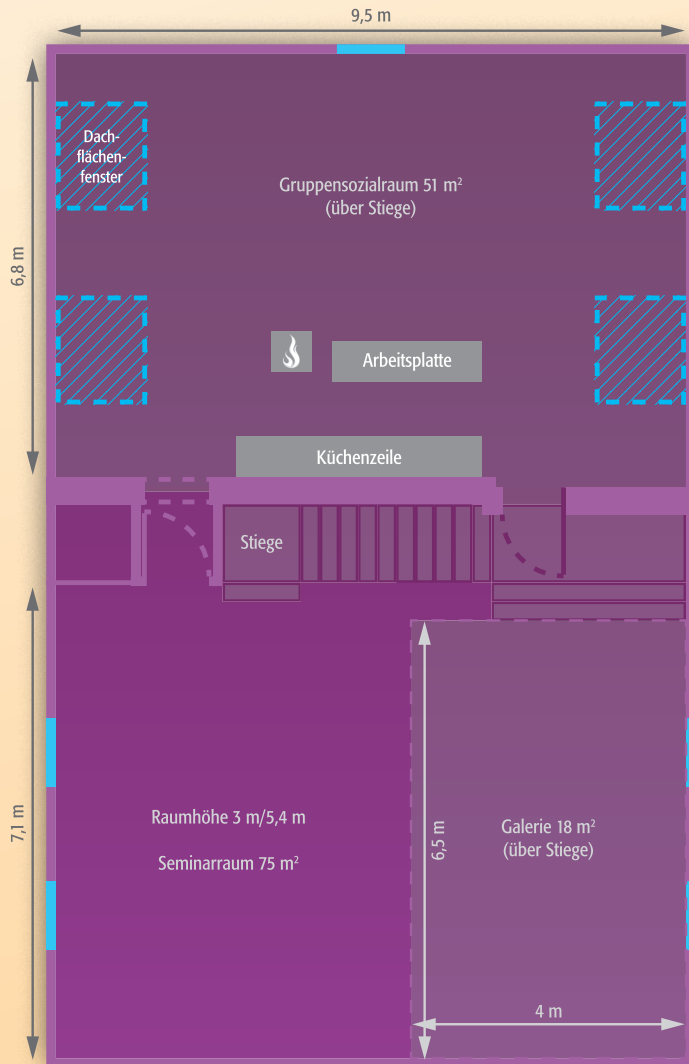 9,5 m
Dach-
flächen-
fenster
Gruppensozialraum 51 m²
(über Stiege)
6,8 m
Arbeitsplatte
Küchenzeile
Stiege
7,1 m
Raumhöhe 3 m/5,4 m
Seminarraum 75 m²
6,5 m
Galerie 18 m²
(über Stiege)
4 m